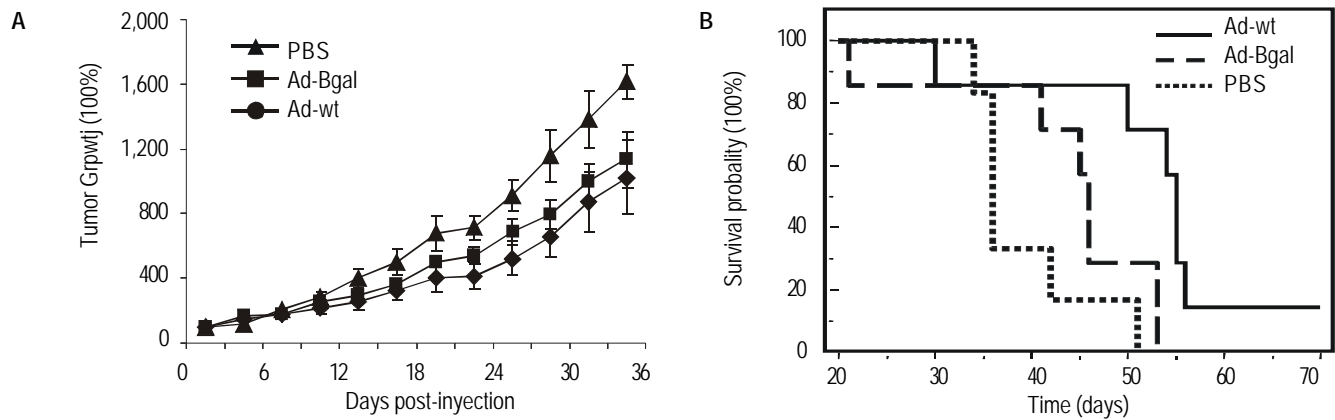 A
Tumor Grpwtj (100%)
2,000
1,600
1,200
800
400
0
PBS
Ad-Bgal
Ad-wt
0 6 12 18 24 30 36
Days post-inyection
B
Survival probality (100%)
100
80
60
40
20
0
Ad-wt
Ad-Bgal
PBS
20 30 40 50 60 70
Time (days)